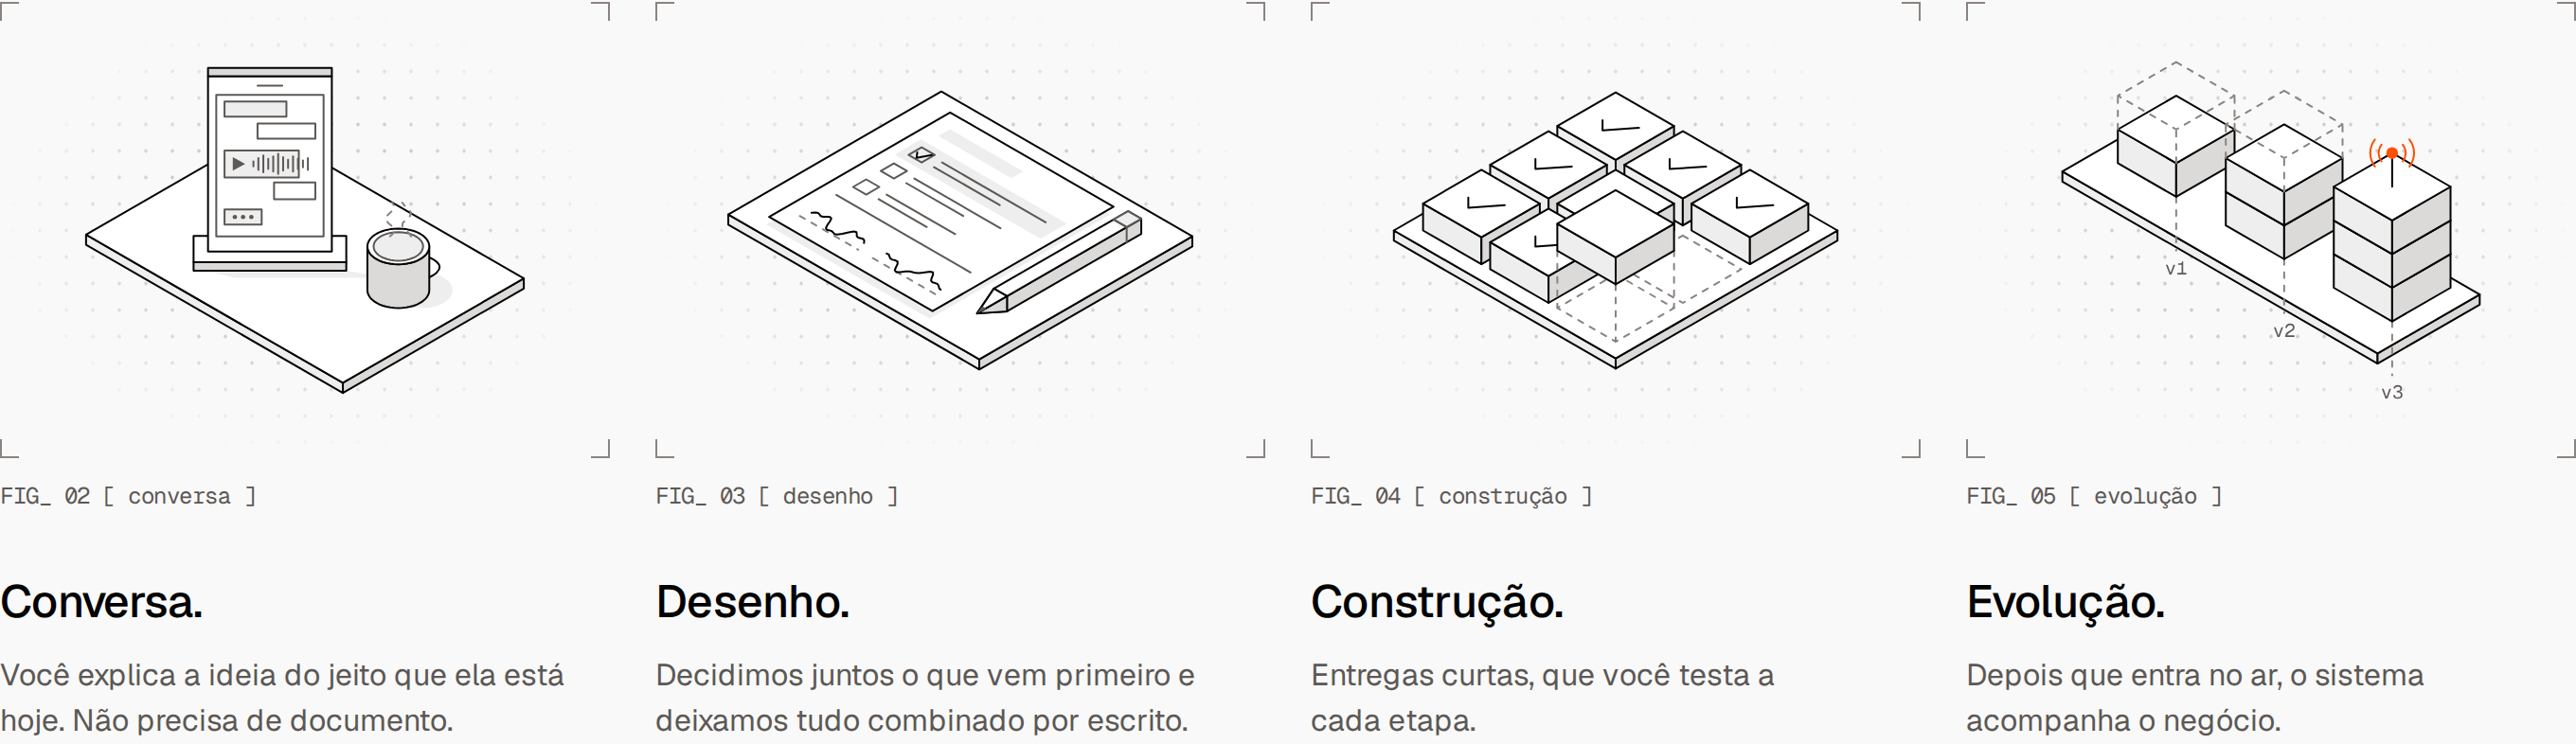 v1
v2
v3
FIG_ 02 [ conversa ]
Conversa.
Você explica a ideia do jeito que ela está
hoje. Não precisa de documento.
FIG_ 03 [ desenho ]
Desenho.
Decidimos juntos o que vem primeiro e
deixamos tudo combinado por escrito.
FIG_ 04 [ construção ]
Construção.
Entregas curtas, que você testa a
cada etapa.
FIG_ 05 [ evolução ]
Evolução.
Depois que entra no ar, o sistema
acompanha o negócio.